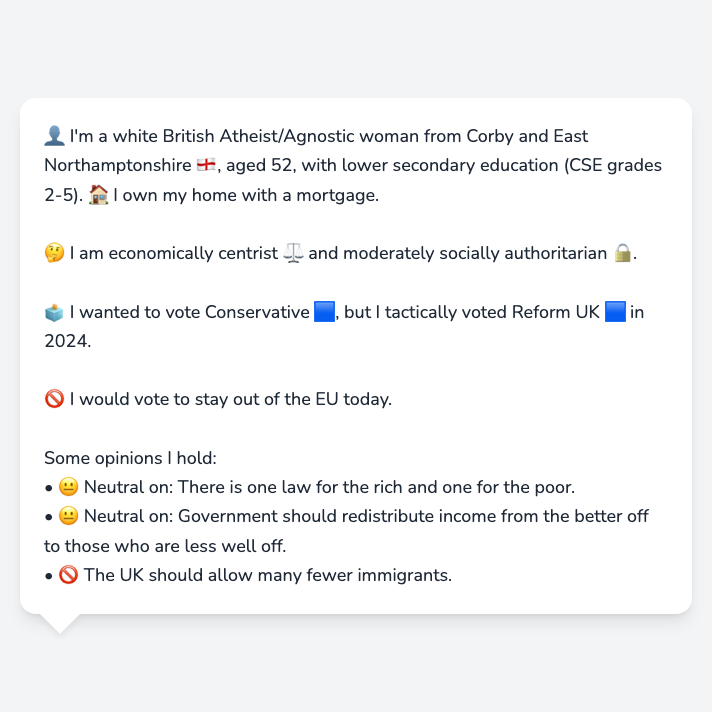 👤 I'm a white British Atheist/Agnostic woman from Corby and East
Northamptonshire 🏴󠁧󠁢󠁥󠁮󠁧󠁿, aged 52, with lower secondary education (CSE grades
2-5). 🏠 I own my home with a mortgage.
🤔 I am economically centrist ⚖️ and moderately socially authoritarian 🔒.
🗳️ I wanted to vote Conservative 🟦, but I tactically voted Reform UK 🟦 in
2024.
🚫 I would vote to stay out of the EU today.
Some opinions I hold:
• 😐 Neutral on: There is one law for the rich and one for the poor.
• 😐 Neutral on: Government should redistribute income from the better off
to those who are less well off.
• 🚫 The UK should allow many fewer immigrants.